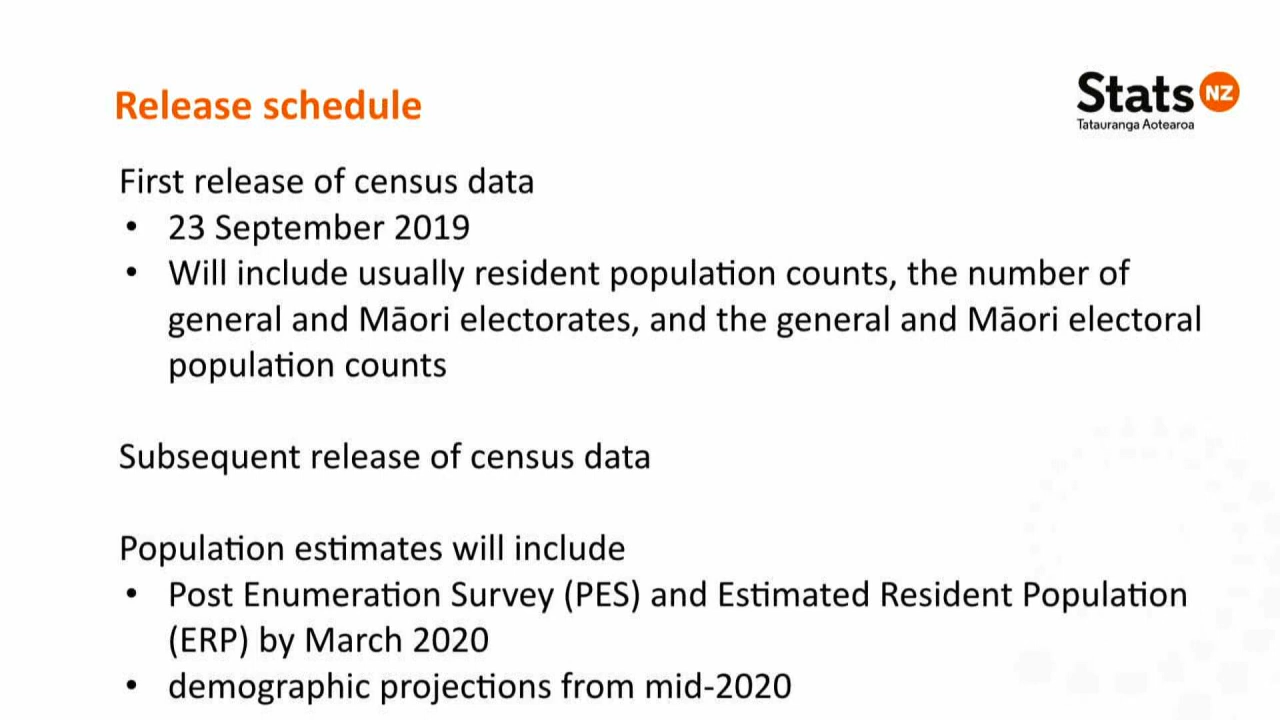 Release schedule
Stats NZ
Tatauranga Aotearoa
First release of census data
• 23 September 2019
• Will include usually resident population counts, the number of
general and Māori electorates, and the general and Māori electoral
population counts
Subsequent release of census data
Population estimates will include
• Post Enumeration Survey (PES) and Estimated Resident Population
(ERP) by March 2020
• demographic projections from mid-2020